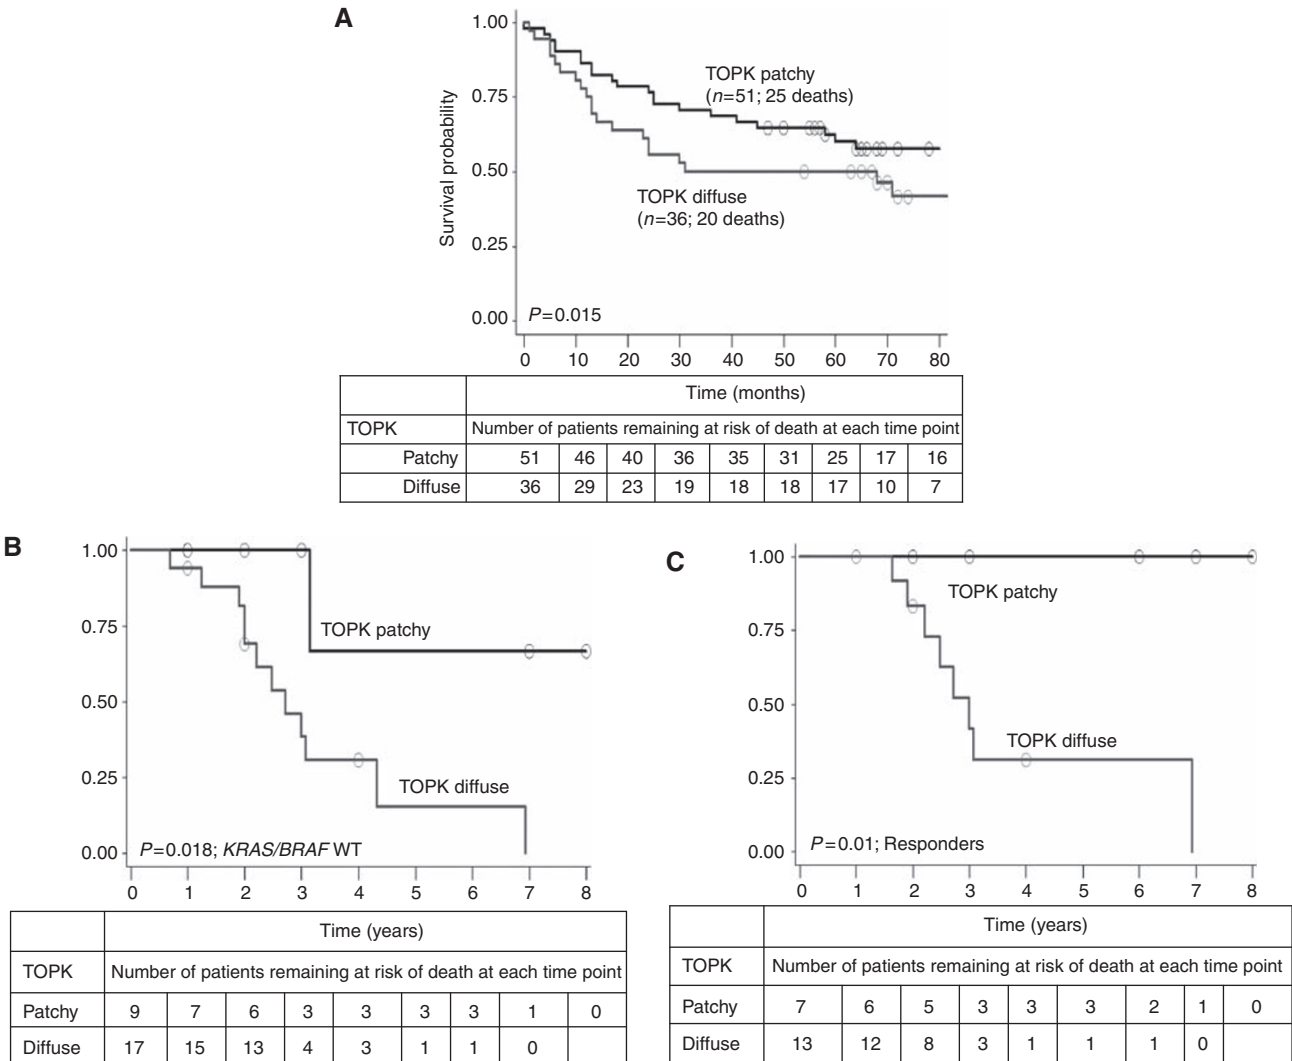 A
1.00
0.75
0.50
0.25
0.00
Survival probability
TOPK patchy
(n=51; 25 deaths)
TOPK diffuse
(n=36; 20 deaths)
P=0.015
0 10 20 30 40 50 60 70 80
Time (months)
TOPK Number of patients remaining at risk of death at each time point
Patchy 51 46 40 36 35 31 25 17 16
Diffuse 36 29 23 19 18 18 17 10 7
B
1.00
0.75
0.50
0.25
0.00
TOPK patchy
TOPK diffuse
P=0.018; KRAS/BRAF WT
0 1 2 3 4 5 6 7 8
Time (years)
TOPK Number of patients remaining at risk of death at each time point
Patchy 9 7 6 3 3 3 3 1 0
Diffuse 17 15 13 4 3 1 1 0
C
1.00
0.75
0.50
0.25
0.00
TOPK patchy
TOPK diffuse
P=0.01; Responders
0 1 2 3 4 5 6 7 8
Time (years)
TOPK Number of patients remaining at risk of death at each time point
Patchy 7 6 5 3 3 3 2 1 0
Diffuse 13 12 8 3 1 1 1 0